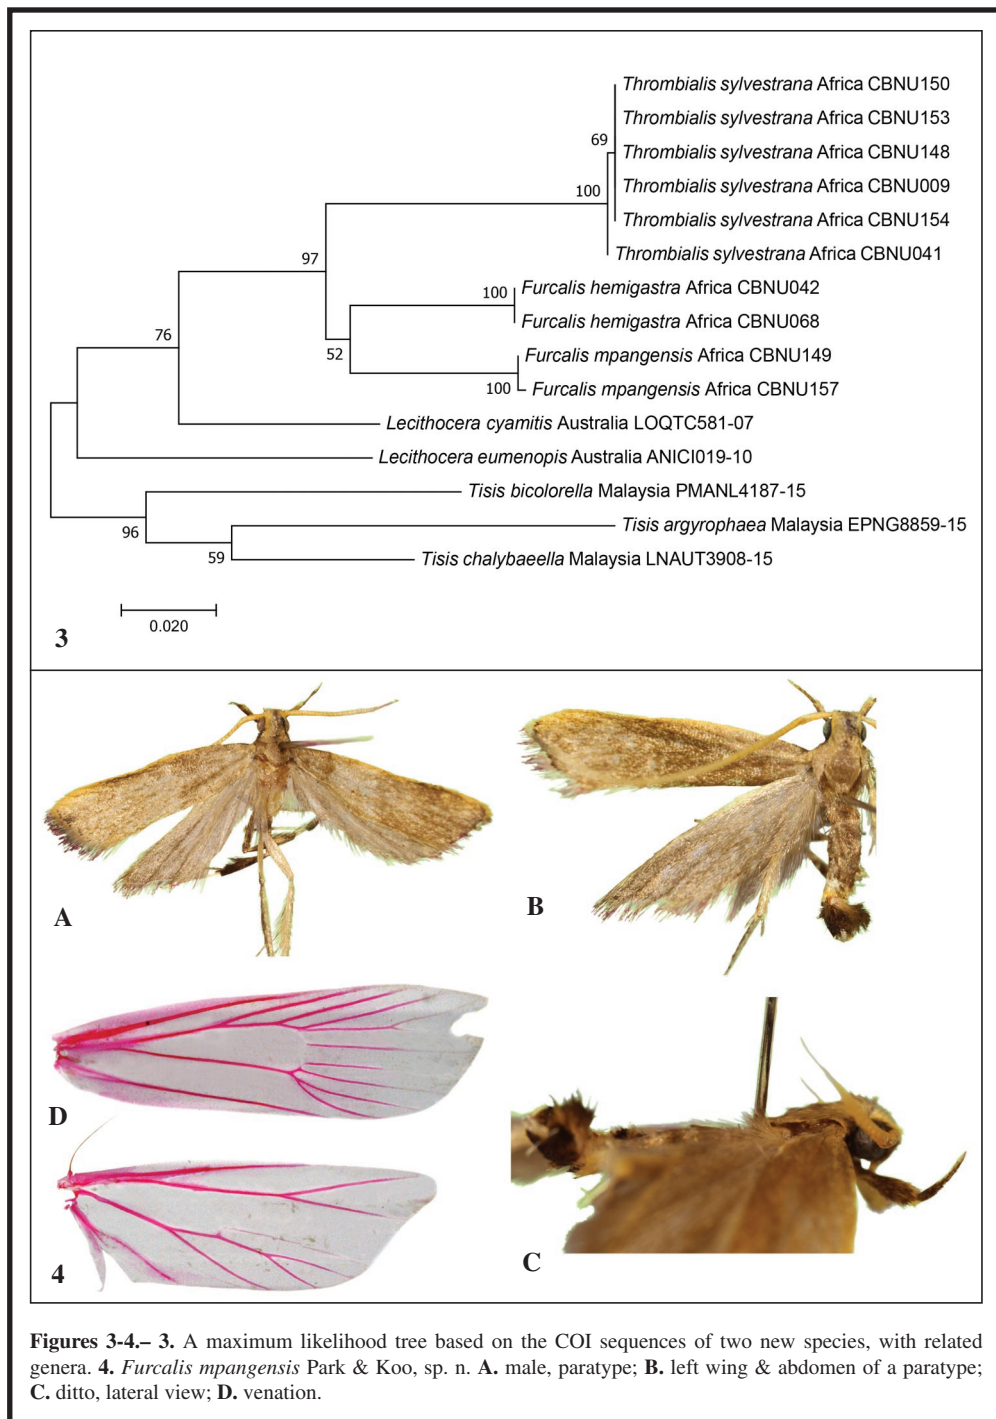 Thrombialis sylvestrana Africa CBNU150
Thrombialis sylvestrana Africa CBNU153
69
Thrombialis sylvestrana Africa CBNU148
100
Thrombialis sylvestrana Africa CBNU009
Thrombialis sylvestrana Africa CBNU154
Thrombialis sylvestrana Africa CBNU041
97
100
Furcalis hemigastra Africa CBNU042
Furcalis hemigastra Africa CBNU068
76
52
Furcalis mpangensis Africa CBNU149
100
Furcalis mpangensis Africa CBNU157
Lecithocera cyamitis Australia LOQTC581-07
Lecithocera eumenopis Australia ANICI019-10
Tisis bicolorella Malaysia PMANL4187-15
96
Tisis argyrophaea Malaysia EPNG8859-15
59
Tisis chalybaeella Malaysia LNAUT3908-15
0.020
3
A
B
D
C
4
Figures 3-4.– 3. A maximum likelihood tree based on the COI sequences of two new species, with related
genera. 4. Furcalis mpangensis Park & Koo, sp. n. A. male, paratype; B. left wing & abdomen of a paratype;
C. ditto, lateral view; D. venation.